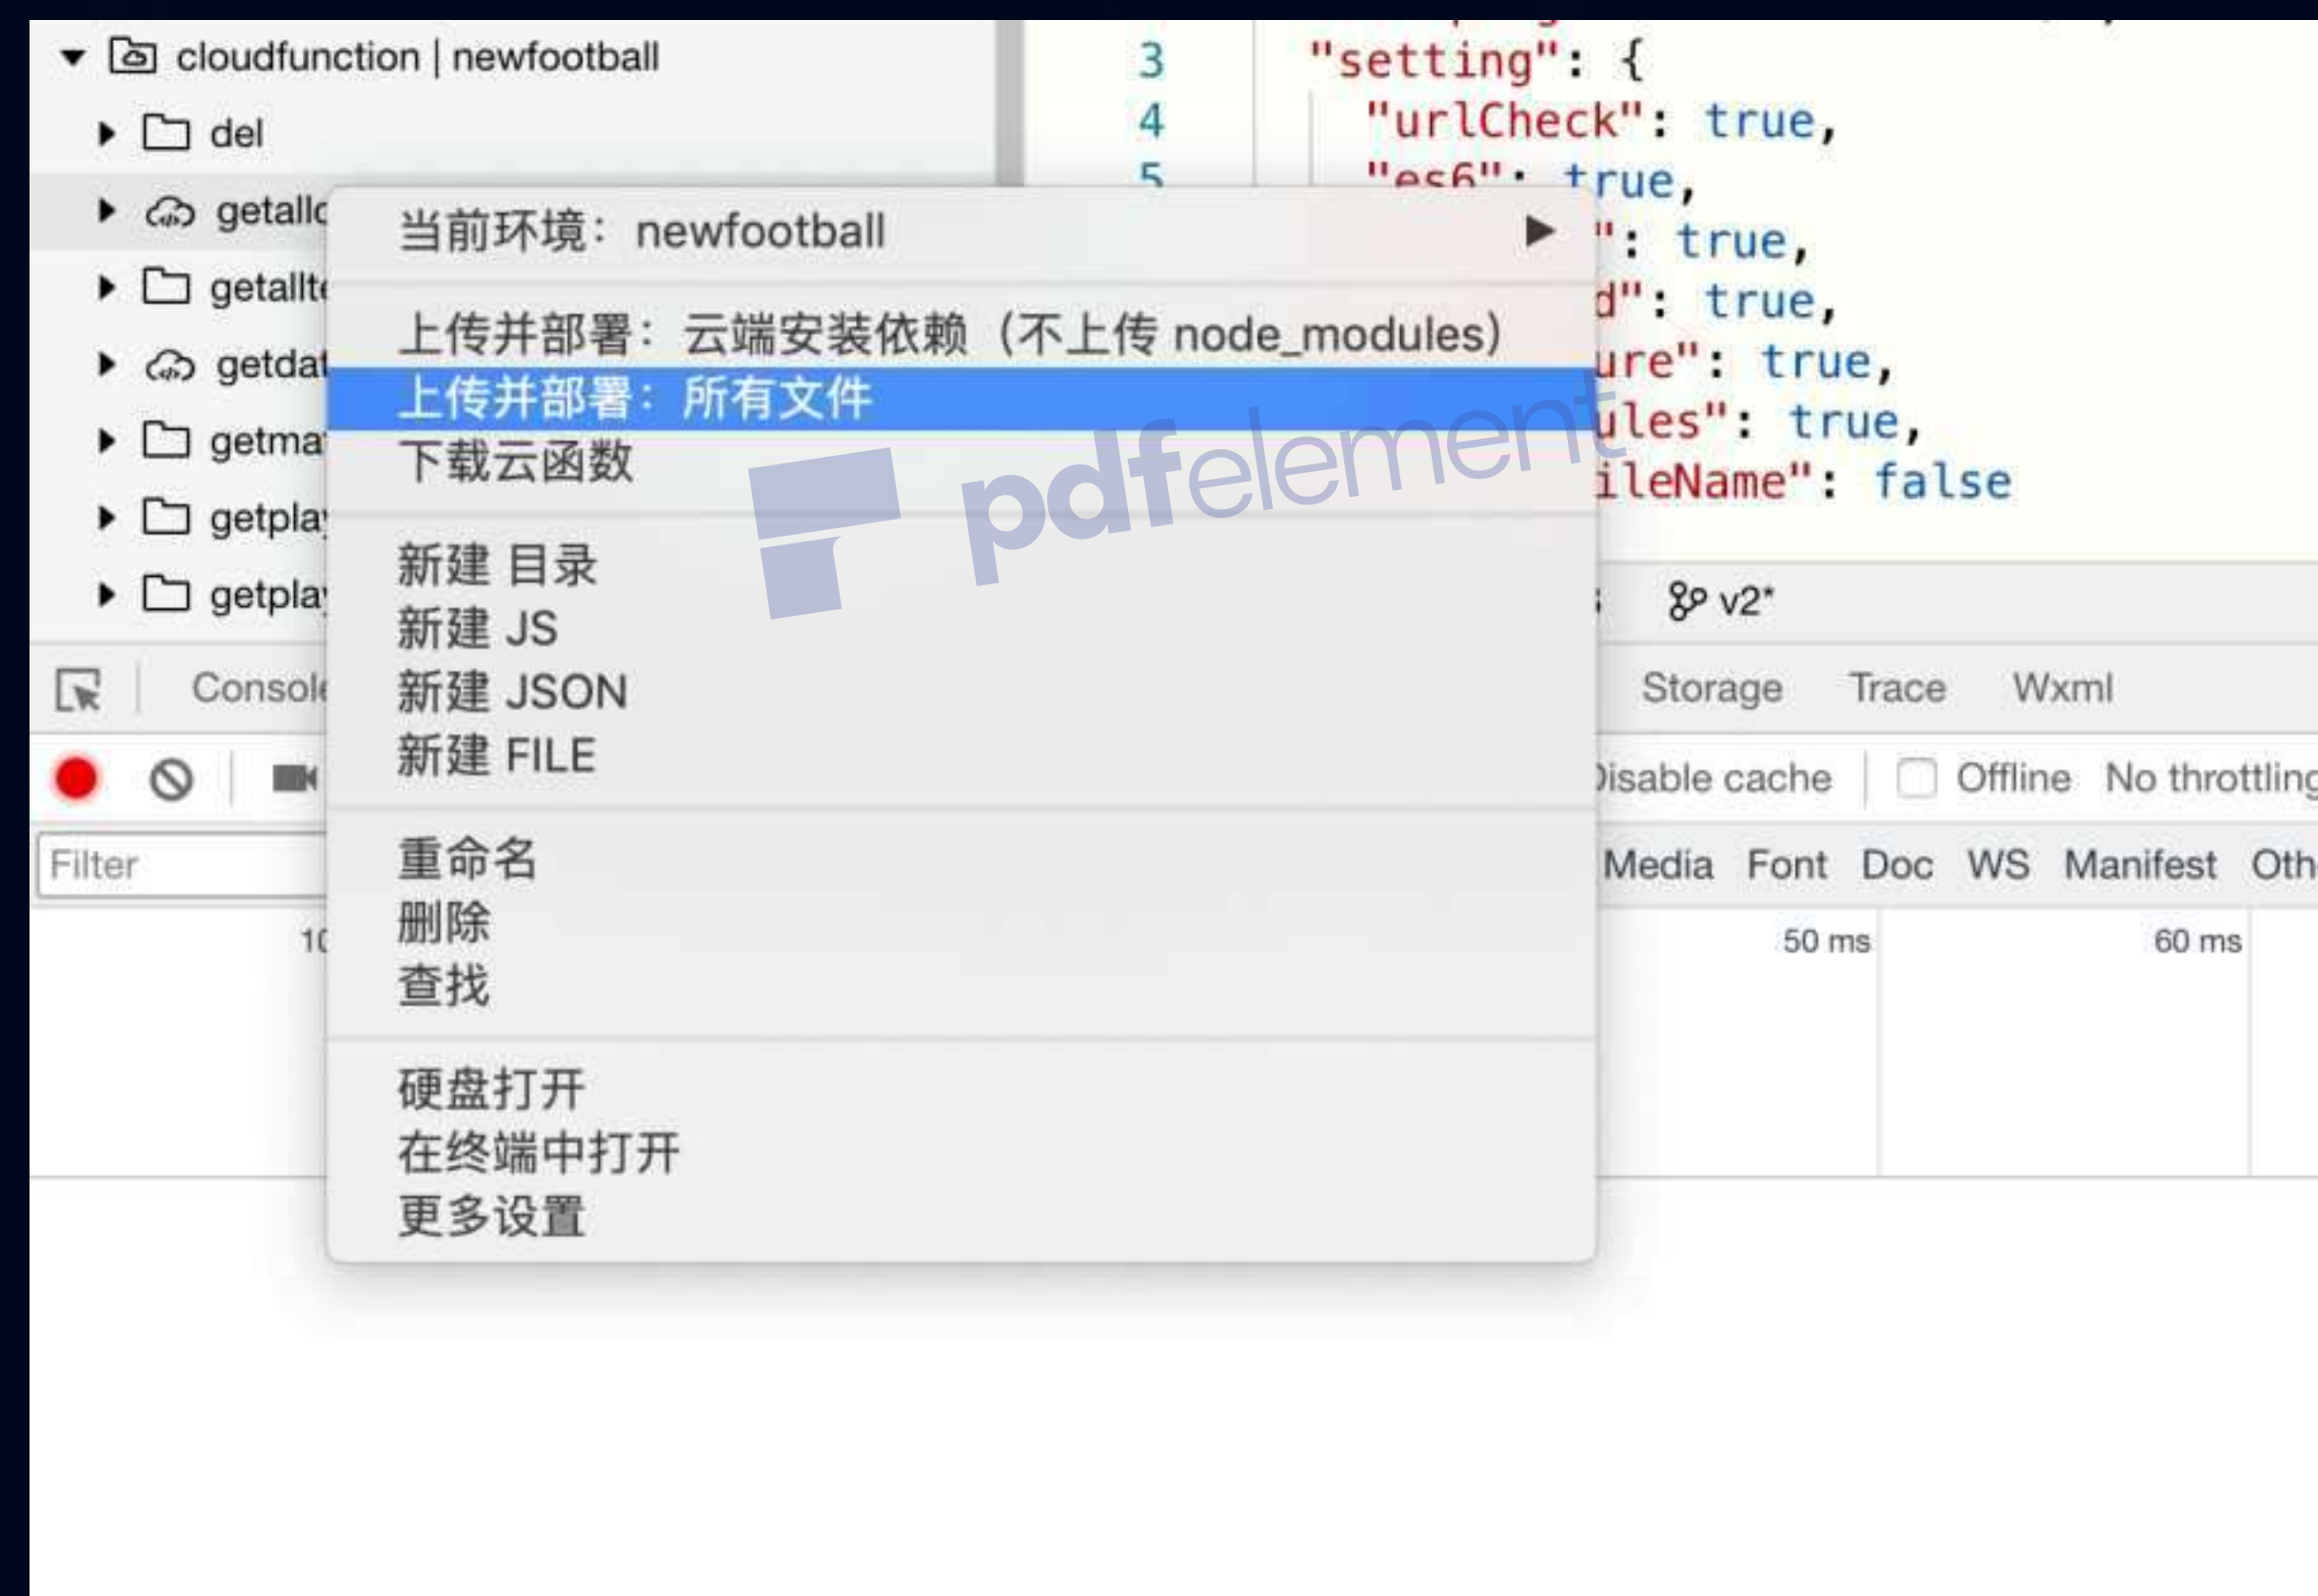 cloudfunction | newfootball
del
getallte
getdat
getma
getpla
getpla
3 "setting": {
4 "urlCheck": true,
5 "es6": true,
": true,
d": true,
ure": true,
ules": true,
ileName": false
当前环境：newfootball
上传并部署：云端安装依赖（不上传 node_modules）
上传并部署：所有文件
下载云函数
新建 目录
新建 JS
新建 JSON
新建 FILE
重命名
删除
查找
硬盘打开
在终端中打开
更多设置
pdfelement
v2*
Console
Storage Trace Wxml
Disable cache Offline No throttling
Filter
Media Font Doc WS Manifest Oth
10
50 ms 60 ms